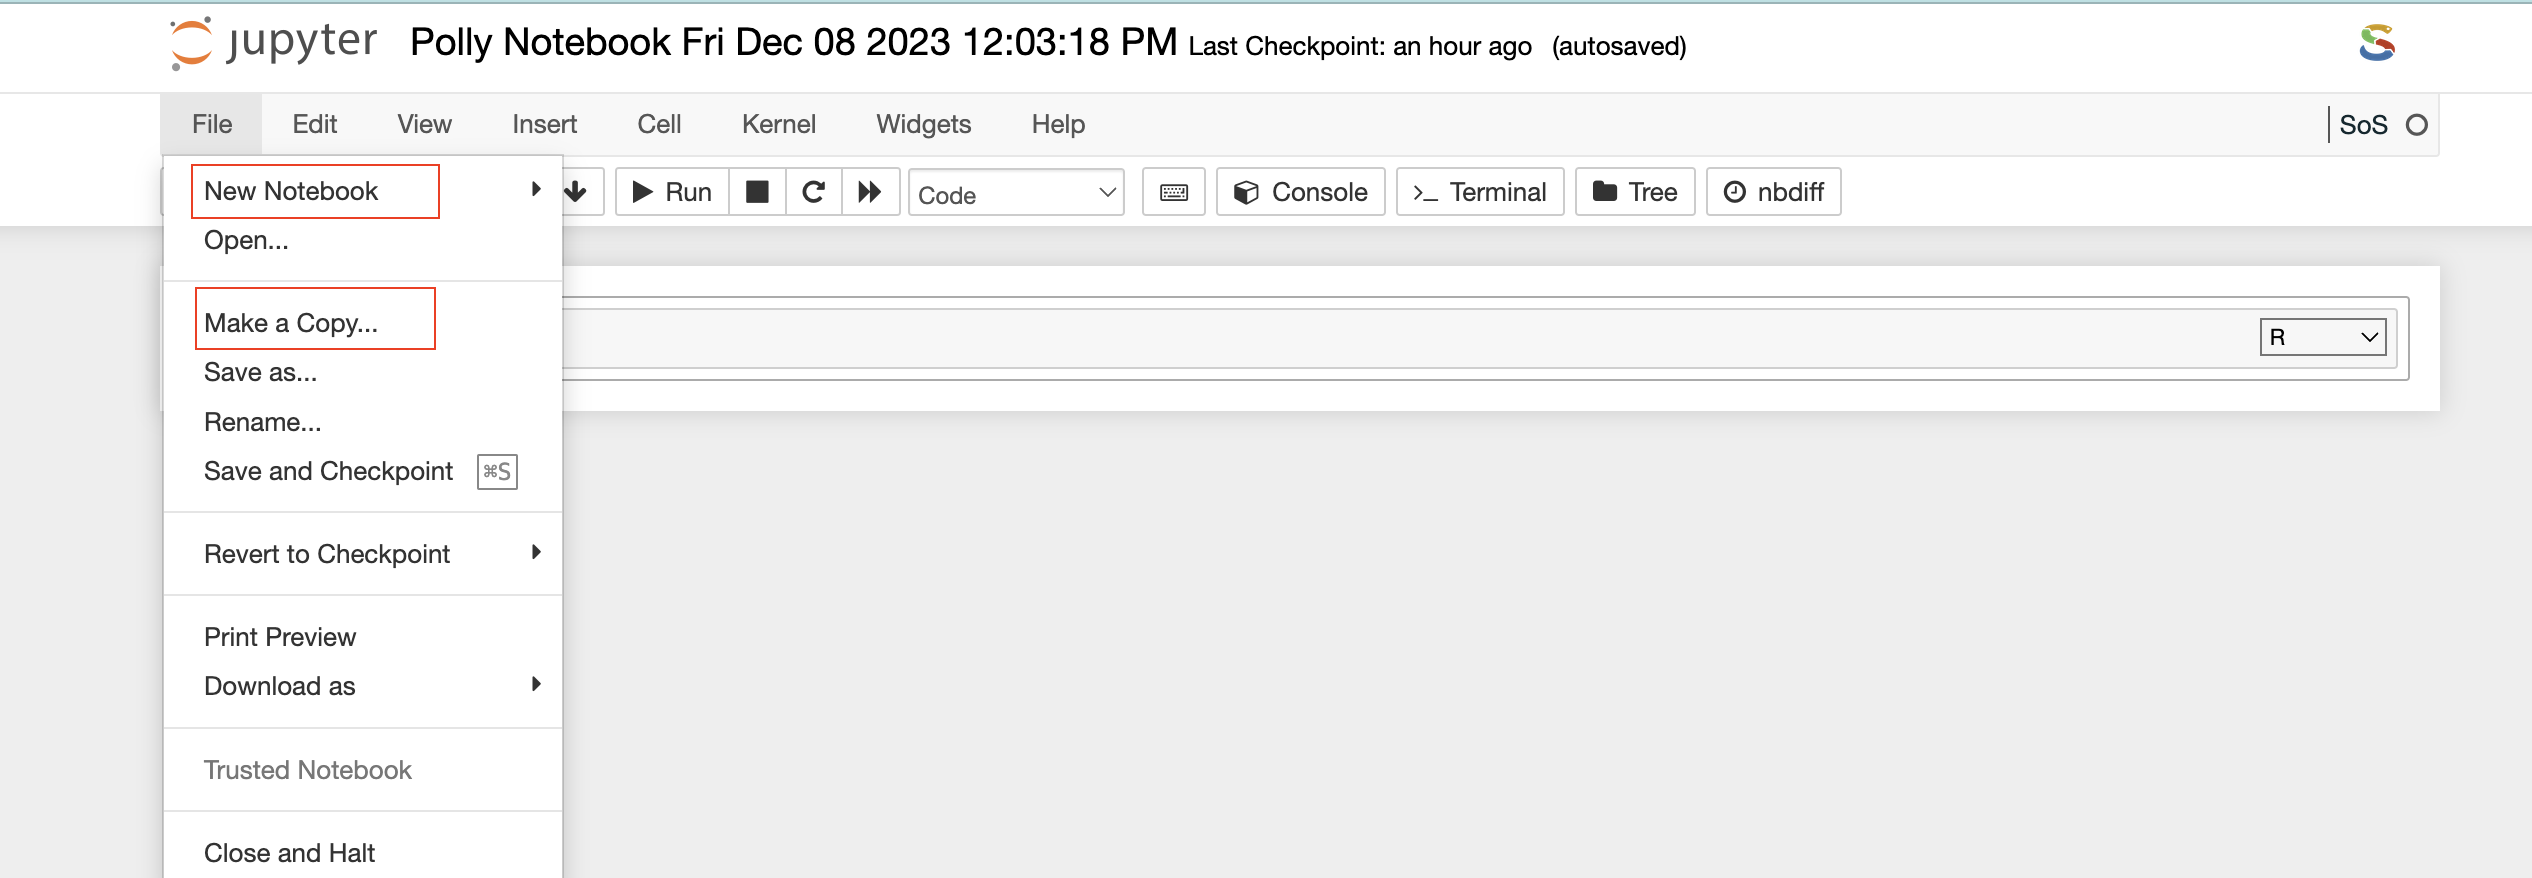 jupyter Polly Notebook Fri Dec 08 2023 12:03:18 PM Last Checkpoint: an hour ago (autosaved)
File Edit View Insert Cell Kernel Widgets Help SoS
Run Code Console >_ Terminal Tree nbdiff
New Notebook
Open...
Make a Copy...
R
Save as...
Rename...
Save and Checkpoint ⌘S
Revert to Checkpoint
Print Preview
Download as
Trusted Notebook
Close and Halt